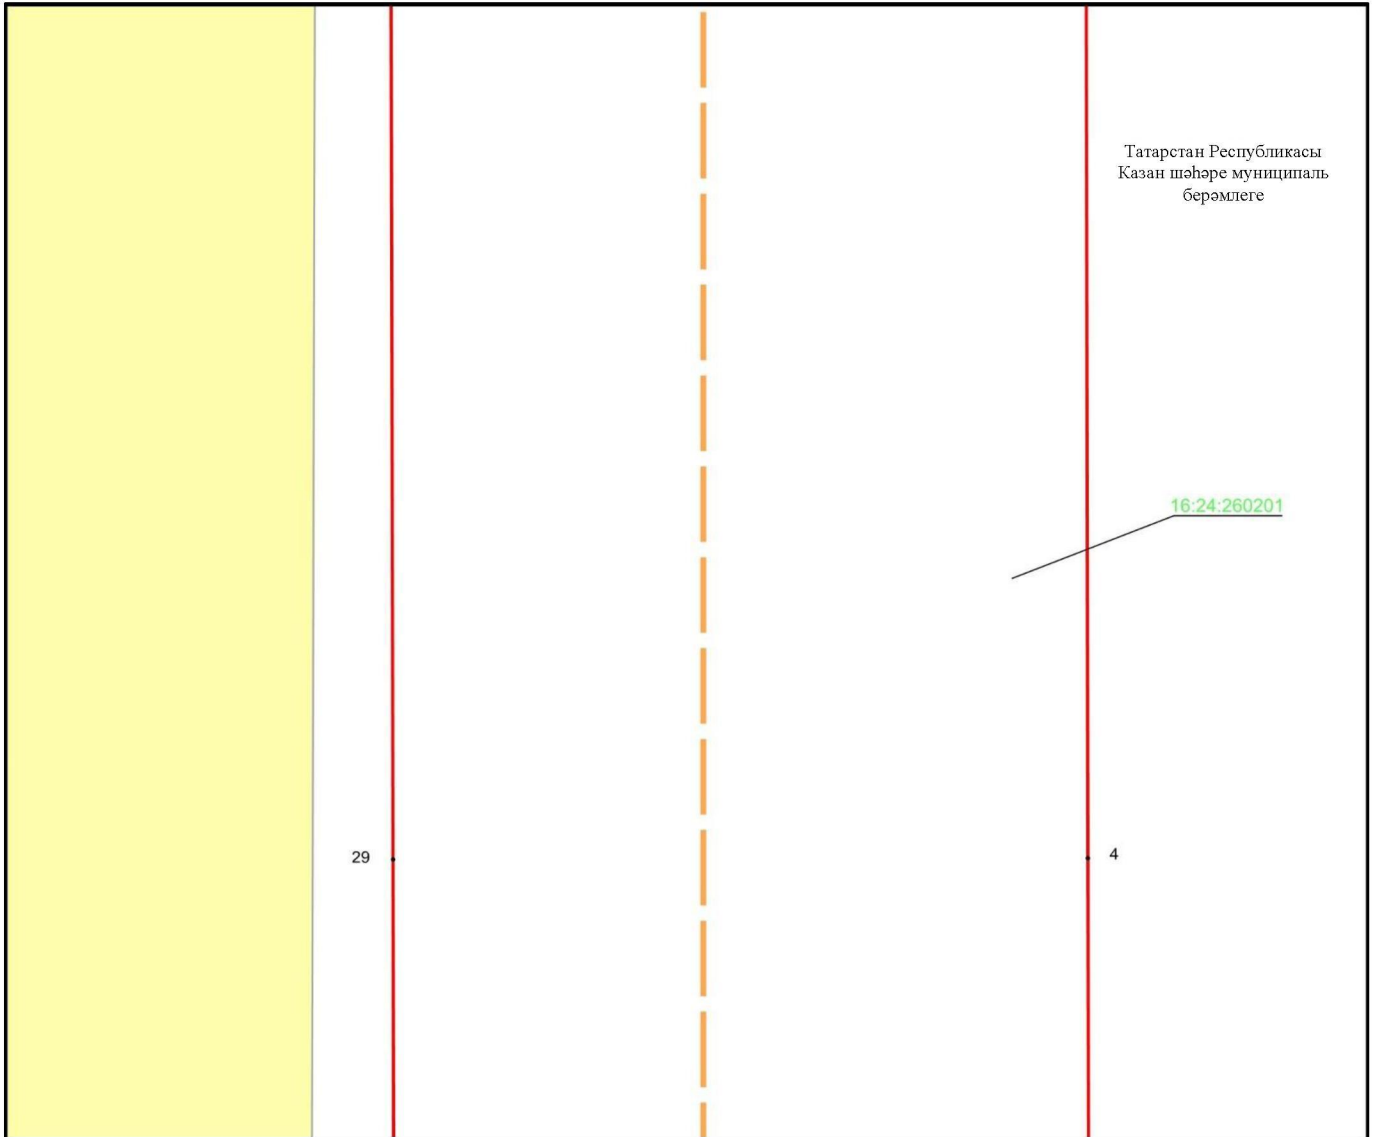 Татарстан Республикасы
Казан шәһәре муниципаль
берәмлеге
16:24:260201
29
4